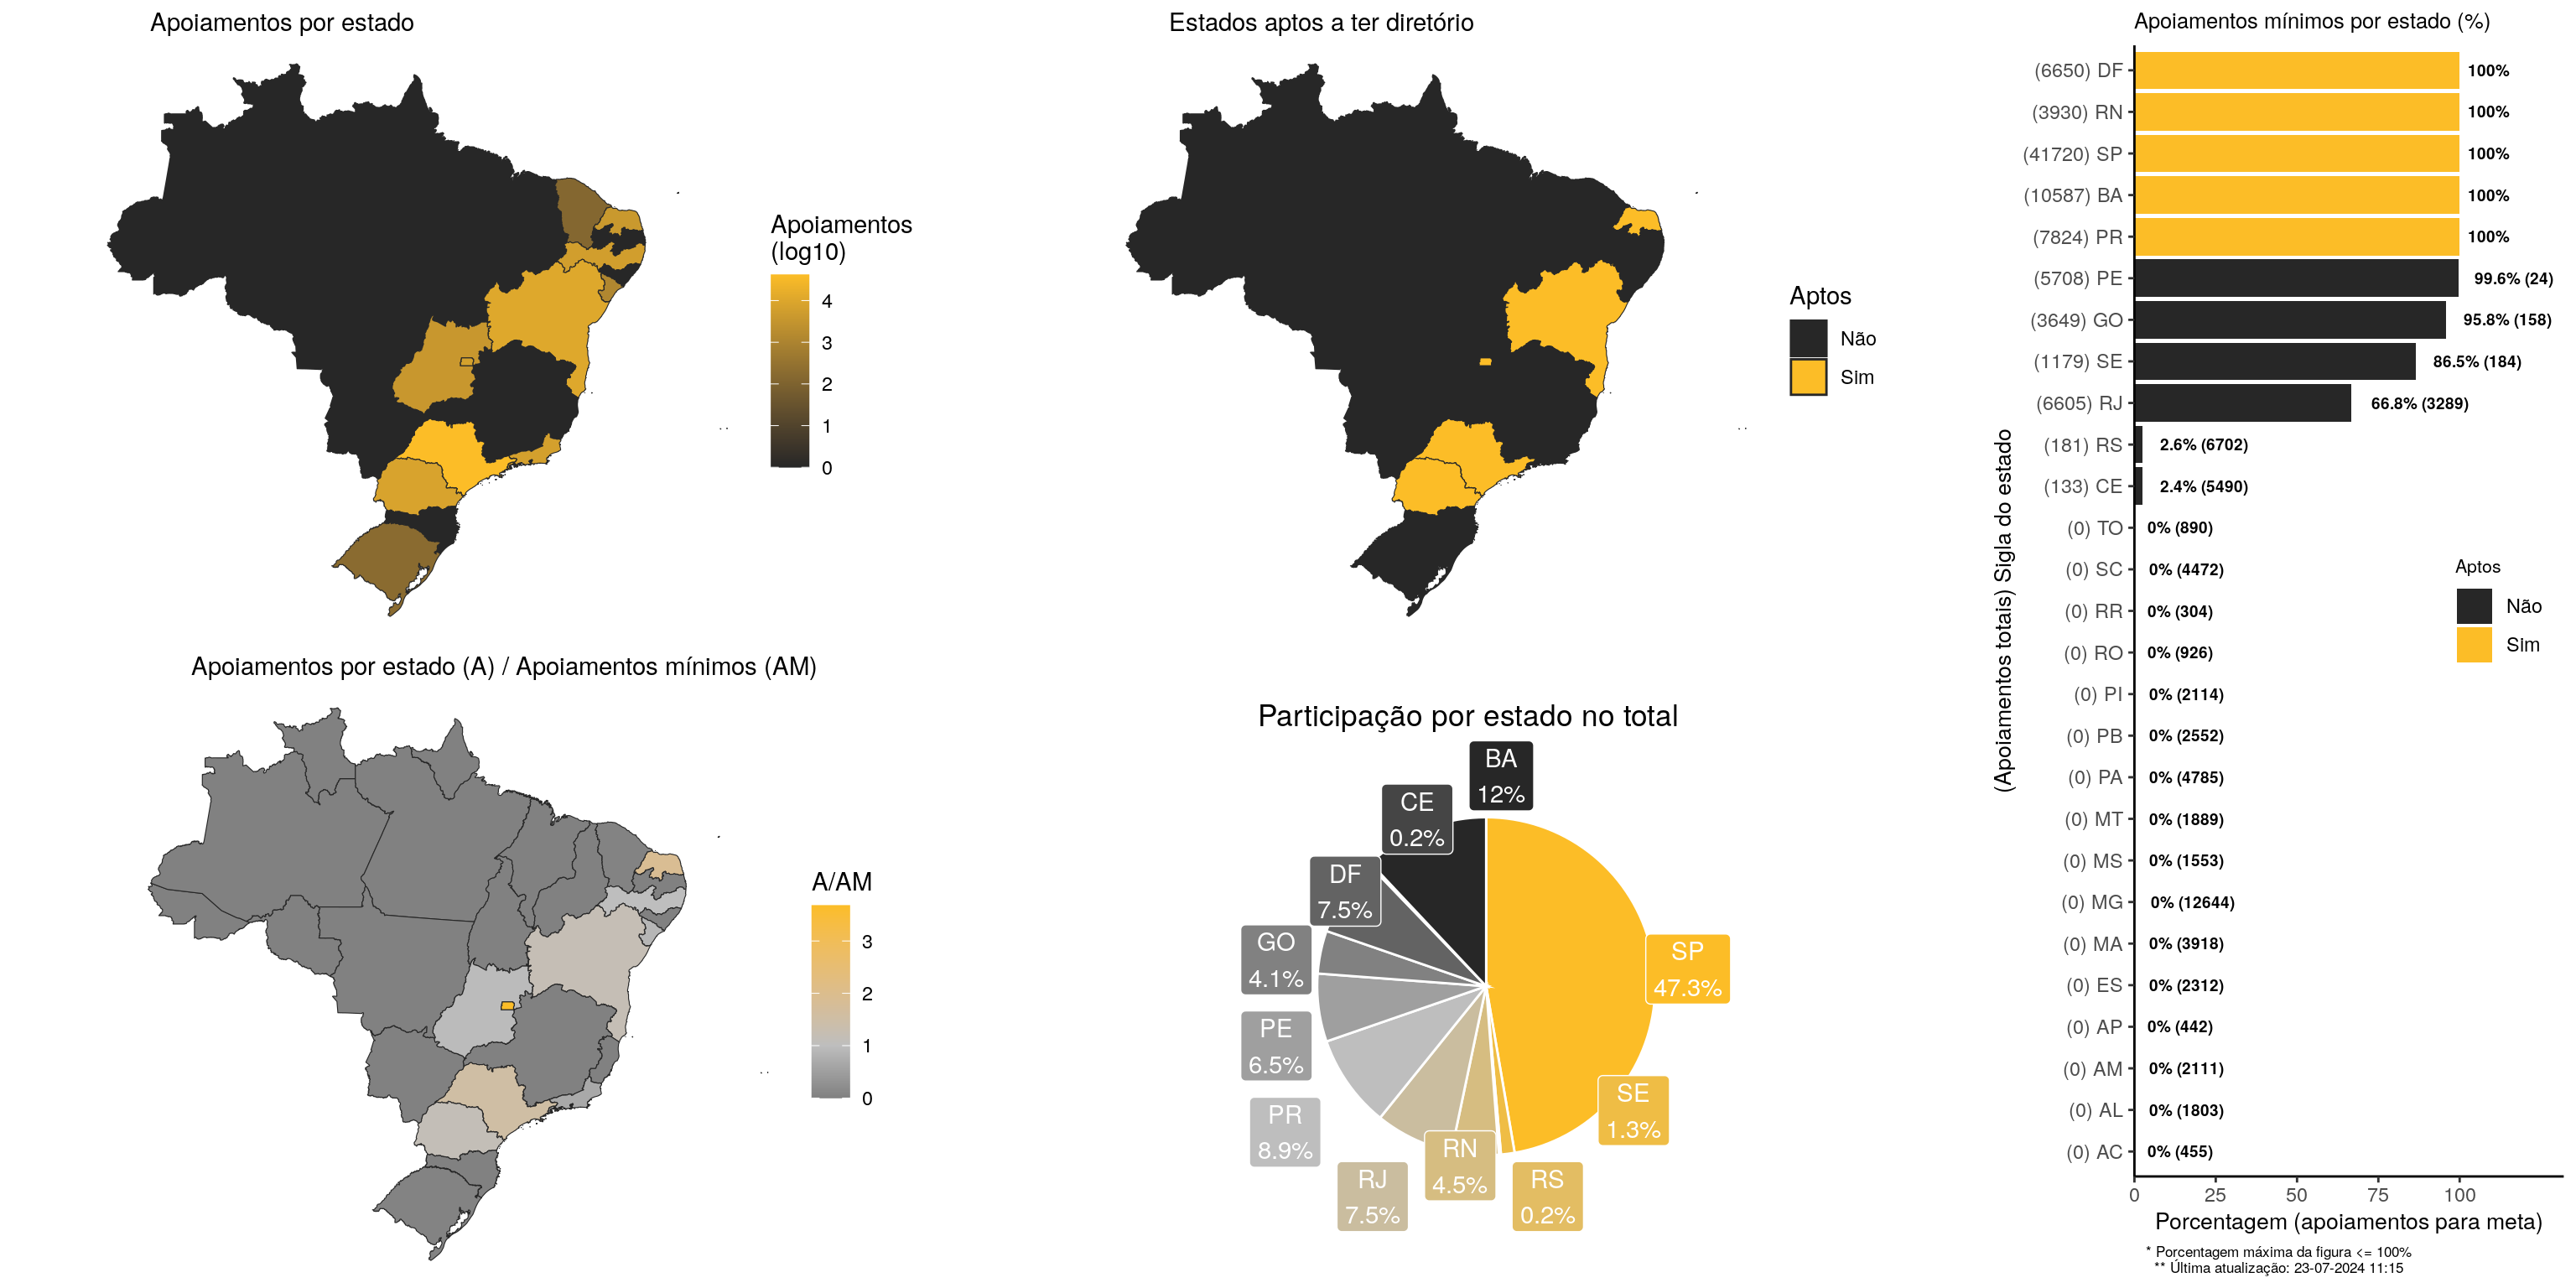 Apoiamentos por estado
Apoiamentos
(log10)
4
3
2
1
0
Estados aptos a ter diretório
Aptos
Não
Sim
Apoiamentos por estado (A) / Apoiamentos mínimos (AM)
A/AM
3
2
1
0
Participação por estado no total
BA
12%
CE
0.2%
DF
7.5%
GO
4.1%
PE
6.5%
PR
8.9%
RJ
7.5%
RN
4.5%
RS
0.2%
SE
1.3%
SP
47.3%
Apoiamentos mínimos por estado (%)
(Apoiamentos totais) Sigla do estado
(6650) DF 100%
(3930) RN 100%
(41720) SP 100%
(10587) BA 100%
(7824) PR 100%
(5708) PE 99.6% (24)
(3649) GO 95.8% (158)
(1179) SE 86.5% (184)
(6605) RJ 66.8% (3289)
(181) RS 2.6% (6702)
(133) CE 2.4% (5490)
(0) TO 0% (890)
(0) SC 0% (4472)
(0) RR 0% (304)
(0) RO 0% (926)
(0) PI 0% (2114)
(0) PB 0% (2552)
(0) PA 0% (4785)
(0) MT 0% (1889)
(0) MS 0% (1553)
(0) MG 0% (12644)
(0) MA 0% (3918)
(0) ES 0% (2312)
(0) AP 0% (442)
(0) AM 0% (2111)
(0) AL 0% (1803)
(0) AC 0% (455)
Aptos
Não
Sim
0 25 50 75 100
Porcentagem (apoiamentos para meta)
* Porcentagem máxima da figura <= 100%
** Última atualização: 23-07-2024 11:15